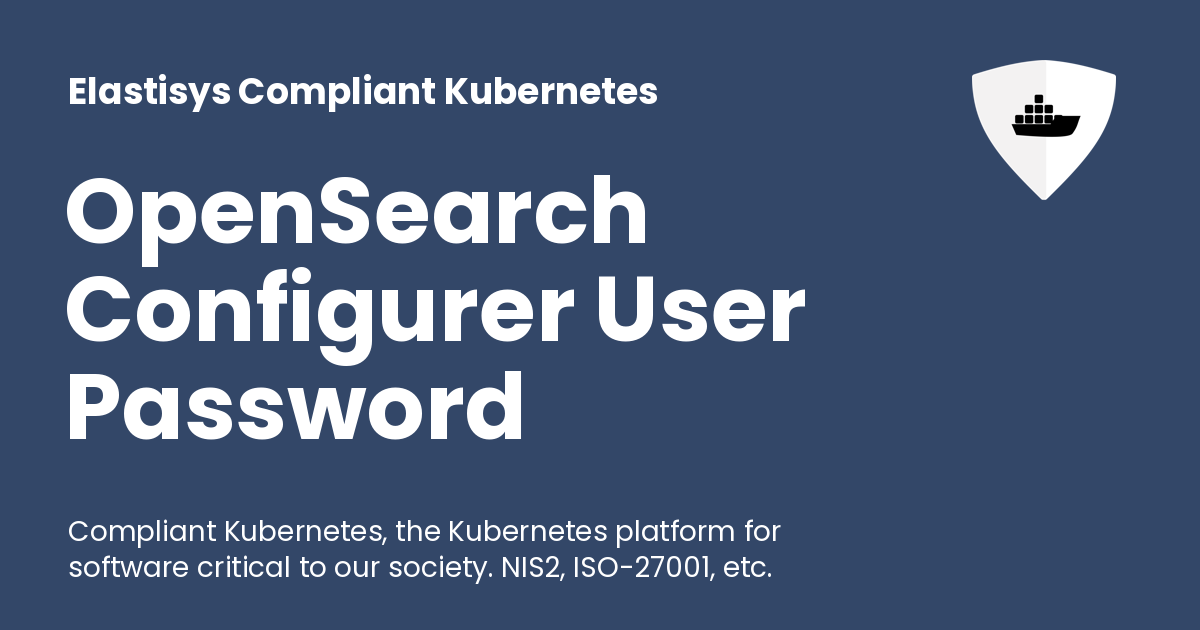 Elastisys Compliant Kubernetes
OpenSearch
Configurer User
Password
Compliant Kubernetes, the Kubernetes platform for
software critical to our society. NIS2, ISO-27001, etc.